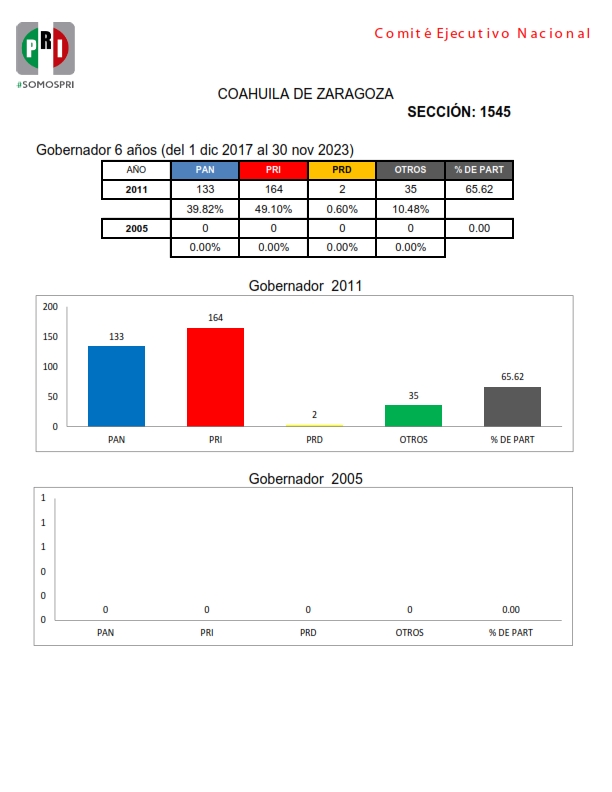 PRI
#SOMOSPRI
Comité Ejecutivo Nacional
COAHUILA DE ZARAGOZA
SECCIÓN: 1545
Gobernador 6 años (del 1 dic 2017 al 30 nov 2023)
AÑO PAN PRI PRD OTROS % DE PART
2011 133 164 2 35 65.62
39.82% 49.10% 0.60% 10.48%
2005 0 0 0 0 0.00
0.00% 0.00% 0.00% 0.00%
Gobernador 2011
200
150
100
50
0
133 164 2 35 65.62
PAN PRI PRD OTROS % DE PART
Gobernador 2005
1
1
1
0
0
0
0 0 0 0 0.00
PAN PRI PRD OTROS % DE PART